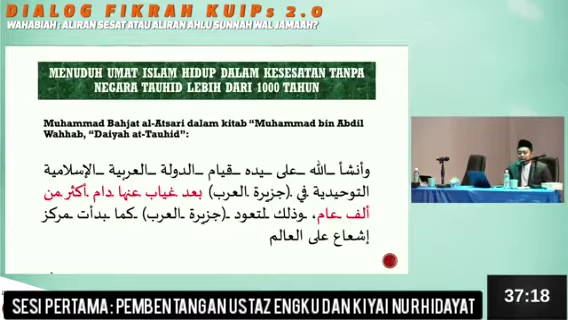 DIALOG FIKRAH KUIPs 2.0
WAHABIAH : ALIRAN SESAT ATAU ALIRAN AHLU SUNNAH WAL JAMAAH?
MENUDUH UMAT ISLAM HIDUP DALAM KESESATAN TANPA
NEGARA TAUHID LEBIH DARI 1000 TAHUN
Muhammad Bahjat al-Atsari dalam kitab “Muhammad bin Abdil
Wahhab, “Daiyah at-Tauhid”:
وأنشأ الله على يده قيام الدولة العربية الإسلامية
التوحيدية في (جزيرة العرب) بعد غياب عنها دام أكثر من
ألف عام، وذلك لتعود (جزيرة العرب) كما بدأت مركز
إشعاع على العالم
SESI PERTAMA : PEMBENTANGAN USTAZ ENGKU DAN KIYAI NURHIDAYAT
37:18